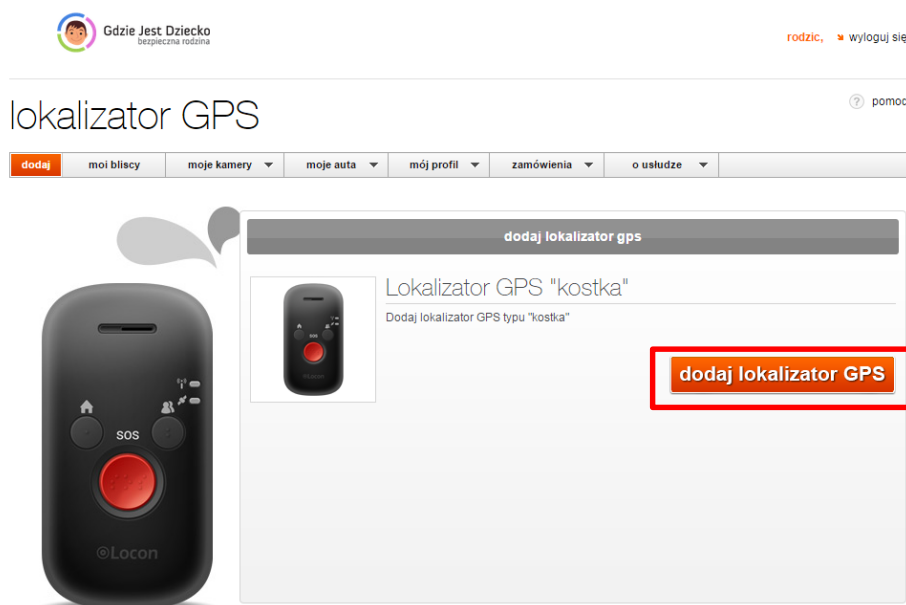 Gdzie Jest Dziecko
bezpieczna rodzina
rodzic, wyloguj się
pomoc
lokalizator GPS
dodaj moi bliscy moje kamery moje auta mój profil zamówienia o usłudze
dodaj lokalizator gps
Lokalizator GPS "kostka"
Dodaj lokalizator GPS typu "kostka"
dodaj lokalizator GPS
SOS
Locon
SOS